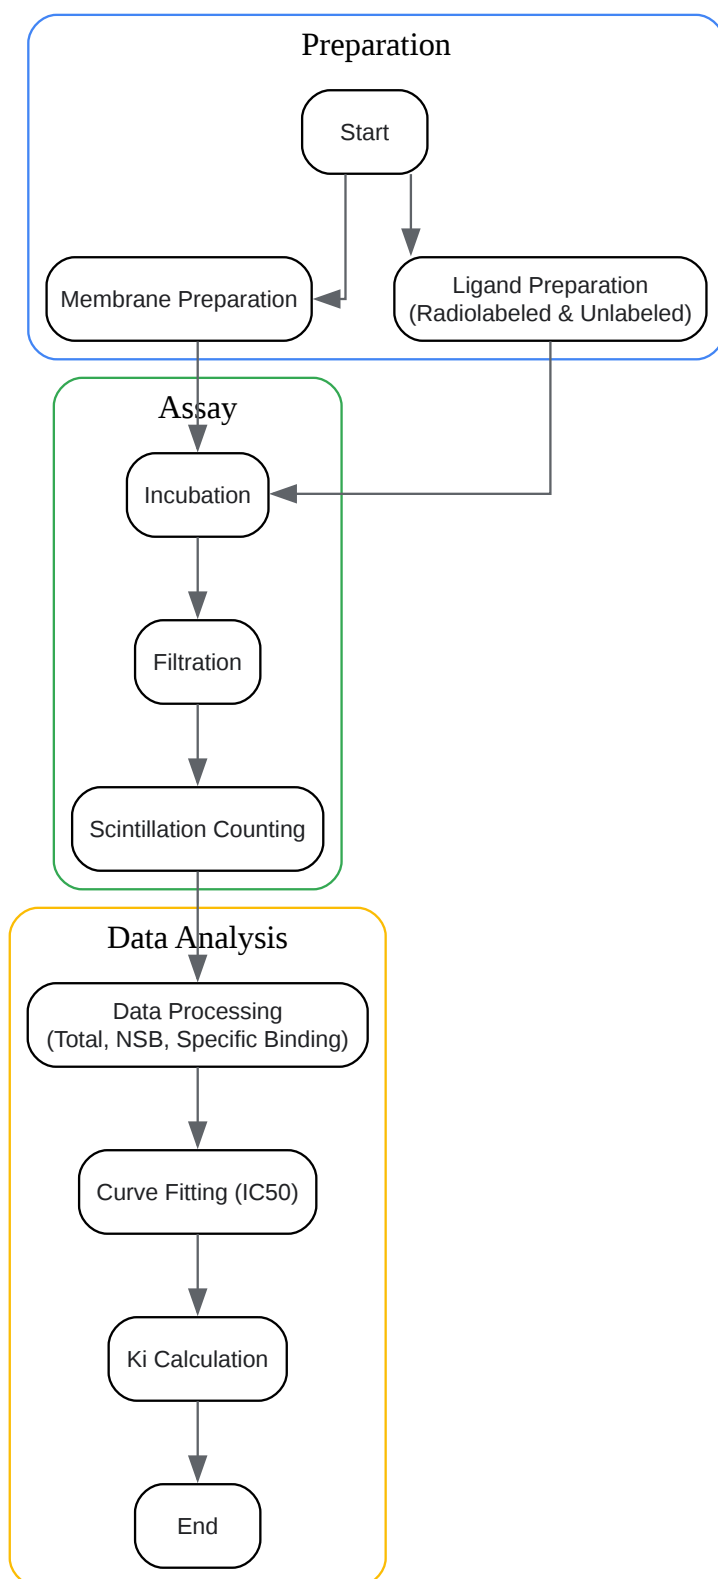 Preparation
Start
Membrane Preparation
Ligand Preparation
(Radiolabeled & Unlabeled)
Assay
Incubation
Filtration
Scintillation Counting
Data Analysis
Data Processing
(Total, NSB, Specific Binding)
Curve Fitting (IC50)
Ki Calculation
End